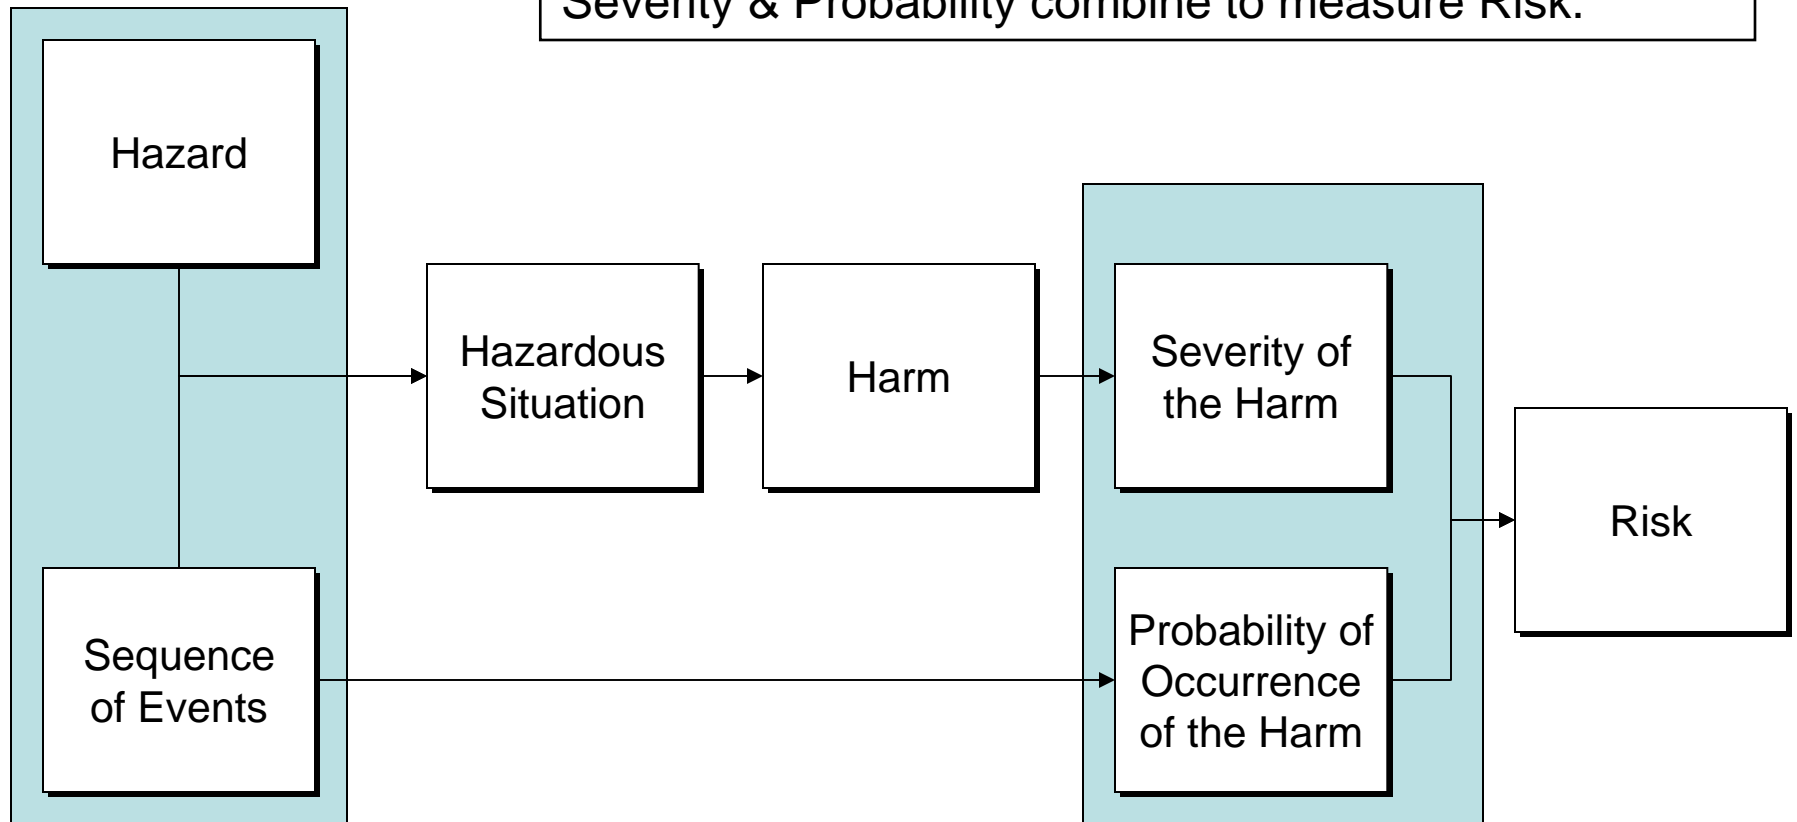 Severity & Probability combine to measure Risk.
Hazard
Hazardous
Situation
Harm
Severity of
the Harm
Risk
Sequence
of Events
Probability of
Occurrence
of the Harm